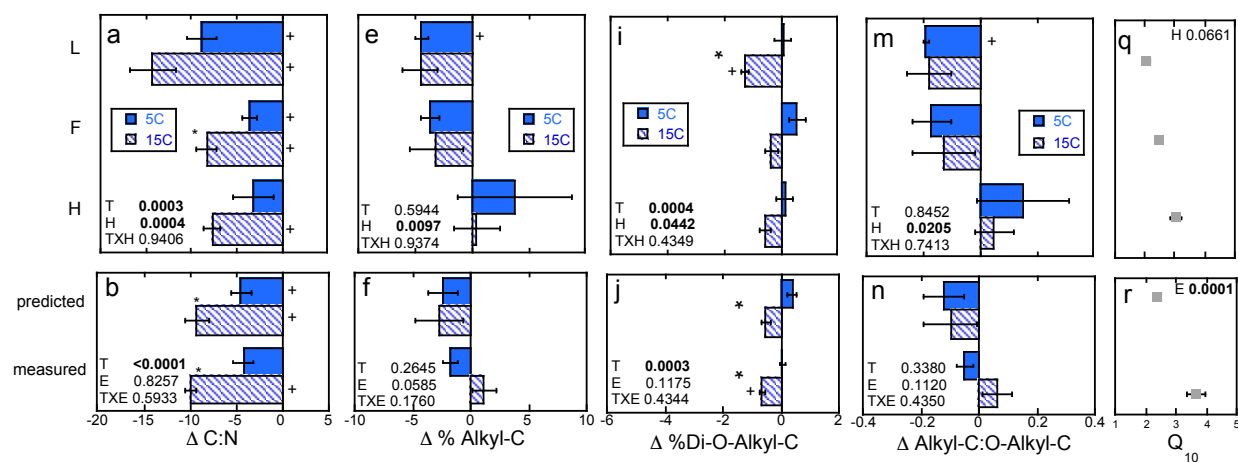 a
L
F
H
5C
15C
+
+
+
*
+
+
T 0.0003
H 0.0004
TXH 0.9406
e
+
5C
15C
T 0.5944
H 0.0097
TXH 0.9374
i
*
+
5C
15C
T 0.0004
H 0.0442
TXH 0.4349
m
+
5C
15C
T 0.8452
H 0.0205
TXH 0.7413
q
H 0.0661
b
predicted
measured
+
*
+
*
+
T <0.0001
E 0.8257
TXE 0.5933
-20 -15 -10 -5 0
Δ C:N
f
T 0.2645
E 0.0585
TXE 0.1760
-10 -5 0 5 10
Δ % Alkyl-C
j
*
*
+
T 0.0003
E 0.1175
TXE 0.4344
-6 -4 -2 0 2
Δ %Di-O-Alkyl-C
n
T 0.3380
E 0.1120
TXE 0.4350
-0.4 -0.2 0 0.2 0.4
Δ Alkyl-C:O-Alkyl-C
r
E 0.0001
1 2 3 4 5
Q10